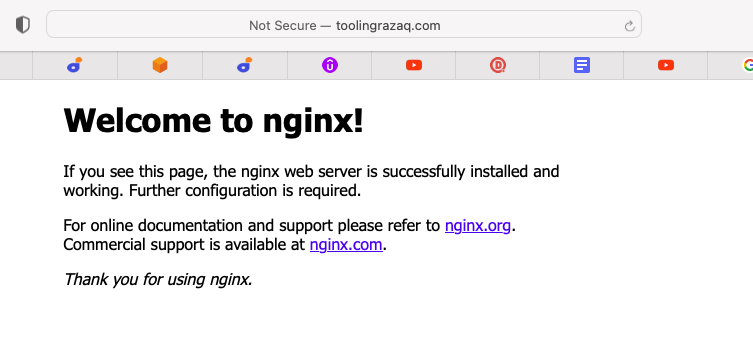 Not Secure — toolingrazaq.com
Welcome to nginx!
If you see this page, the nginx web server is successfully installed and
working. Further configuration is required.
For online documentation and support please refer to nginx.org.
Commercial support is available at nginx.com.
Thank you for using nginx.